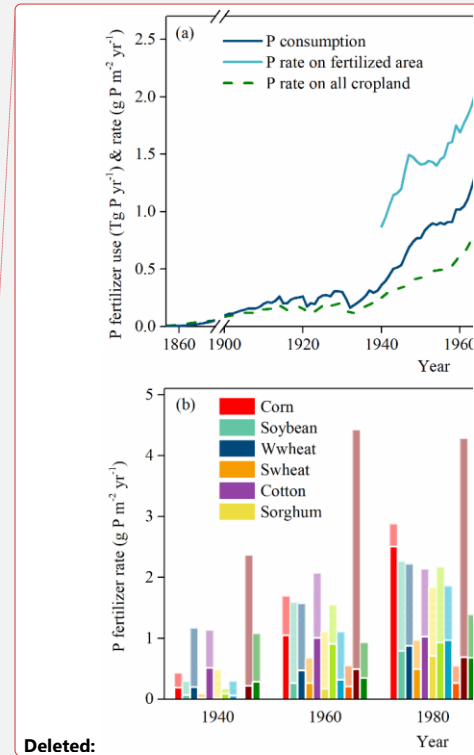 (a)
P consumption
P rate on fertilized area
P rate on all cropland
P fertilizer use (Tg P yr-1) & rate (g P m-2 yr-1)
2.5
2.0
1.5
1.0
0.5
0.0
1860 1900 1920 1940 1960
Year
(b)
Corn
Soybean
Wwheat
Swheat
Cotton
Sorghum
P fertilizer rate (g P m-2 yr-1)
5
4
3
2
1
0
1940 1960 1980
Year
Deleted: